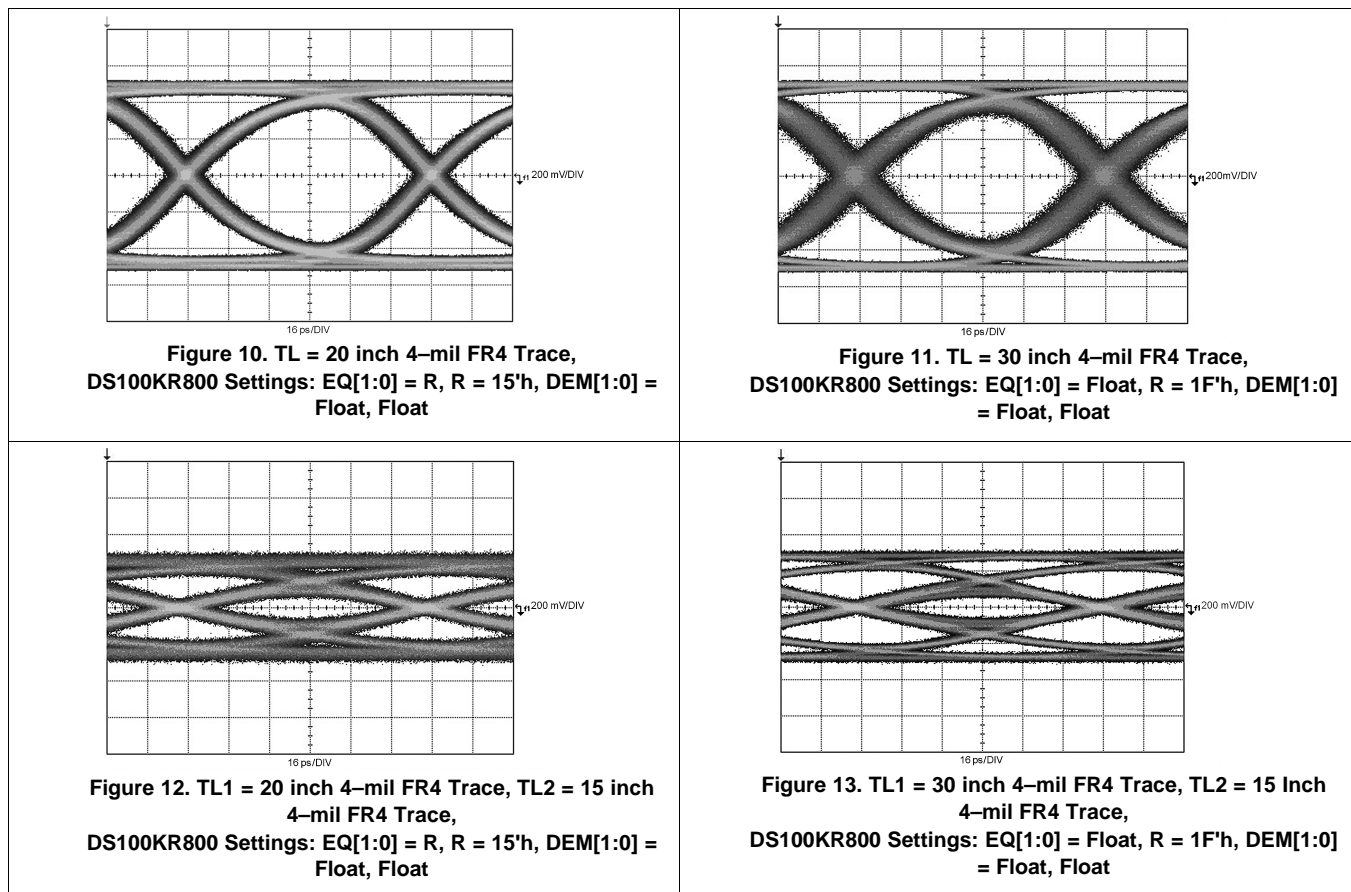 200 mV/DIV
16 ps/DIV
Figure 10. TL = 20 inch 4–mil FR4 Trace,
DS100KR800 Settings: EQ[1:0] = R, R = 15'h, DEM[1:0] =
Float, Float
200mV/DIV
16 ps/DIV
Figure 11. TL = 30 inch 4–mil FR4 Trace,
DS100KR800 Settings: EQ[1:0] = Float, R = 1F'h, DEM[1:0]
= Float, Float
200 mV/DIV
16 ps/DIV
Figure 12. TL1 = 20 inch 4–mil FR4 Trace, TL2 = 15 inch
4–mil FR4 Trace,
DS100KR800 Settings: EQ[1:0] = R, R = 15'h, DEM[1:0] =
Float, Float
200 mV/DIV
16 ps/DIV
Figure 13. TL1 = 30 inch 4–mil FR4 Trace, TL2 = 15 Inch
4–mil FR4 Trace,
DS100KR800 Settings: EQ[1:0] = Float, R = 1F'h, DEM[1:0]
= Float, Float